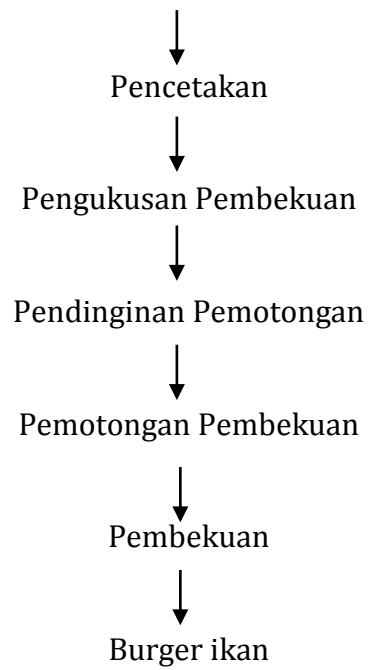 Pencetakan
Pengukusan Pembekuan
Pendinginan Pemotongan
Pemotongan Pembekuan
Pembekuan
Burger ikan